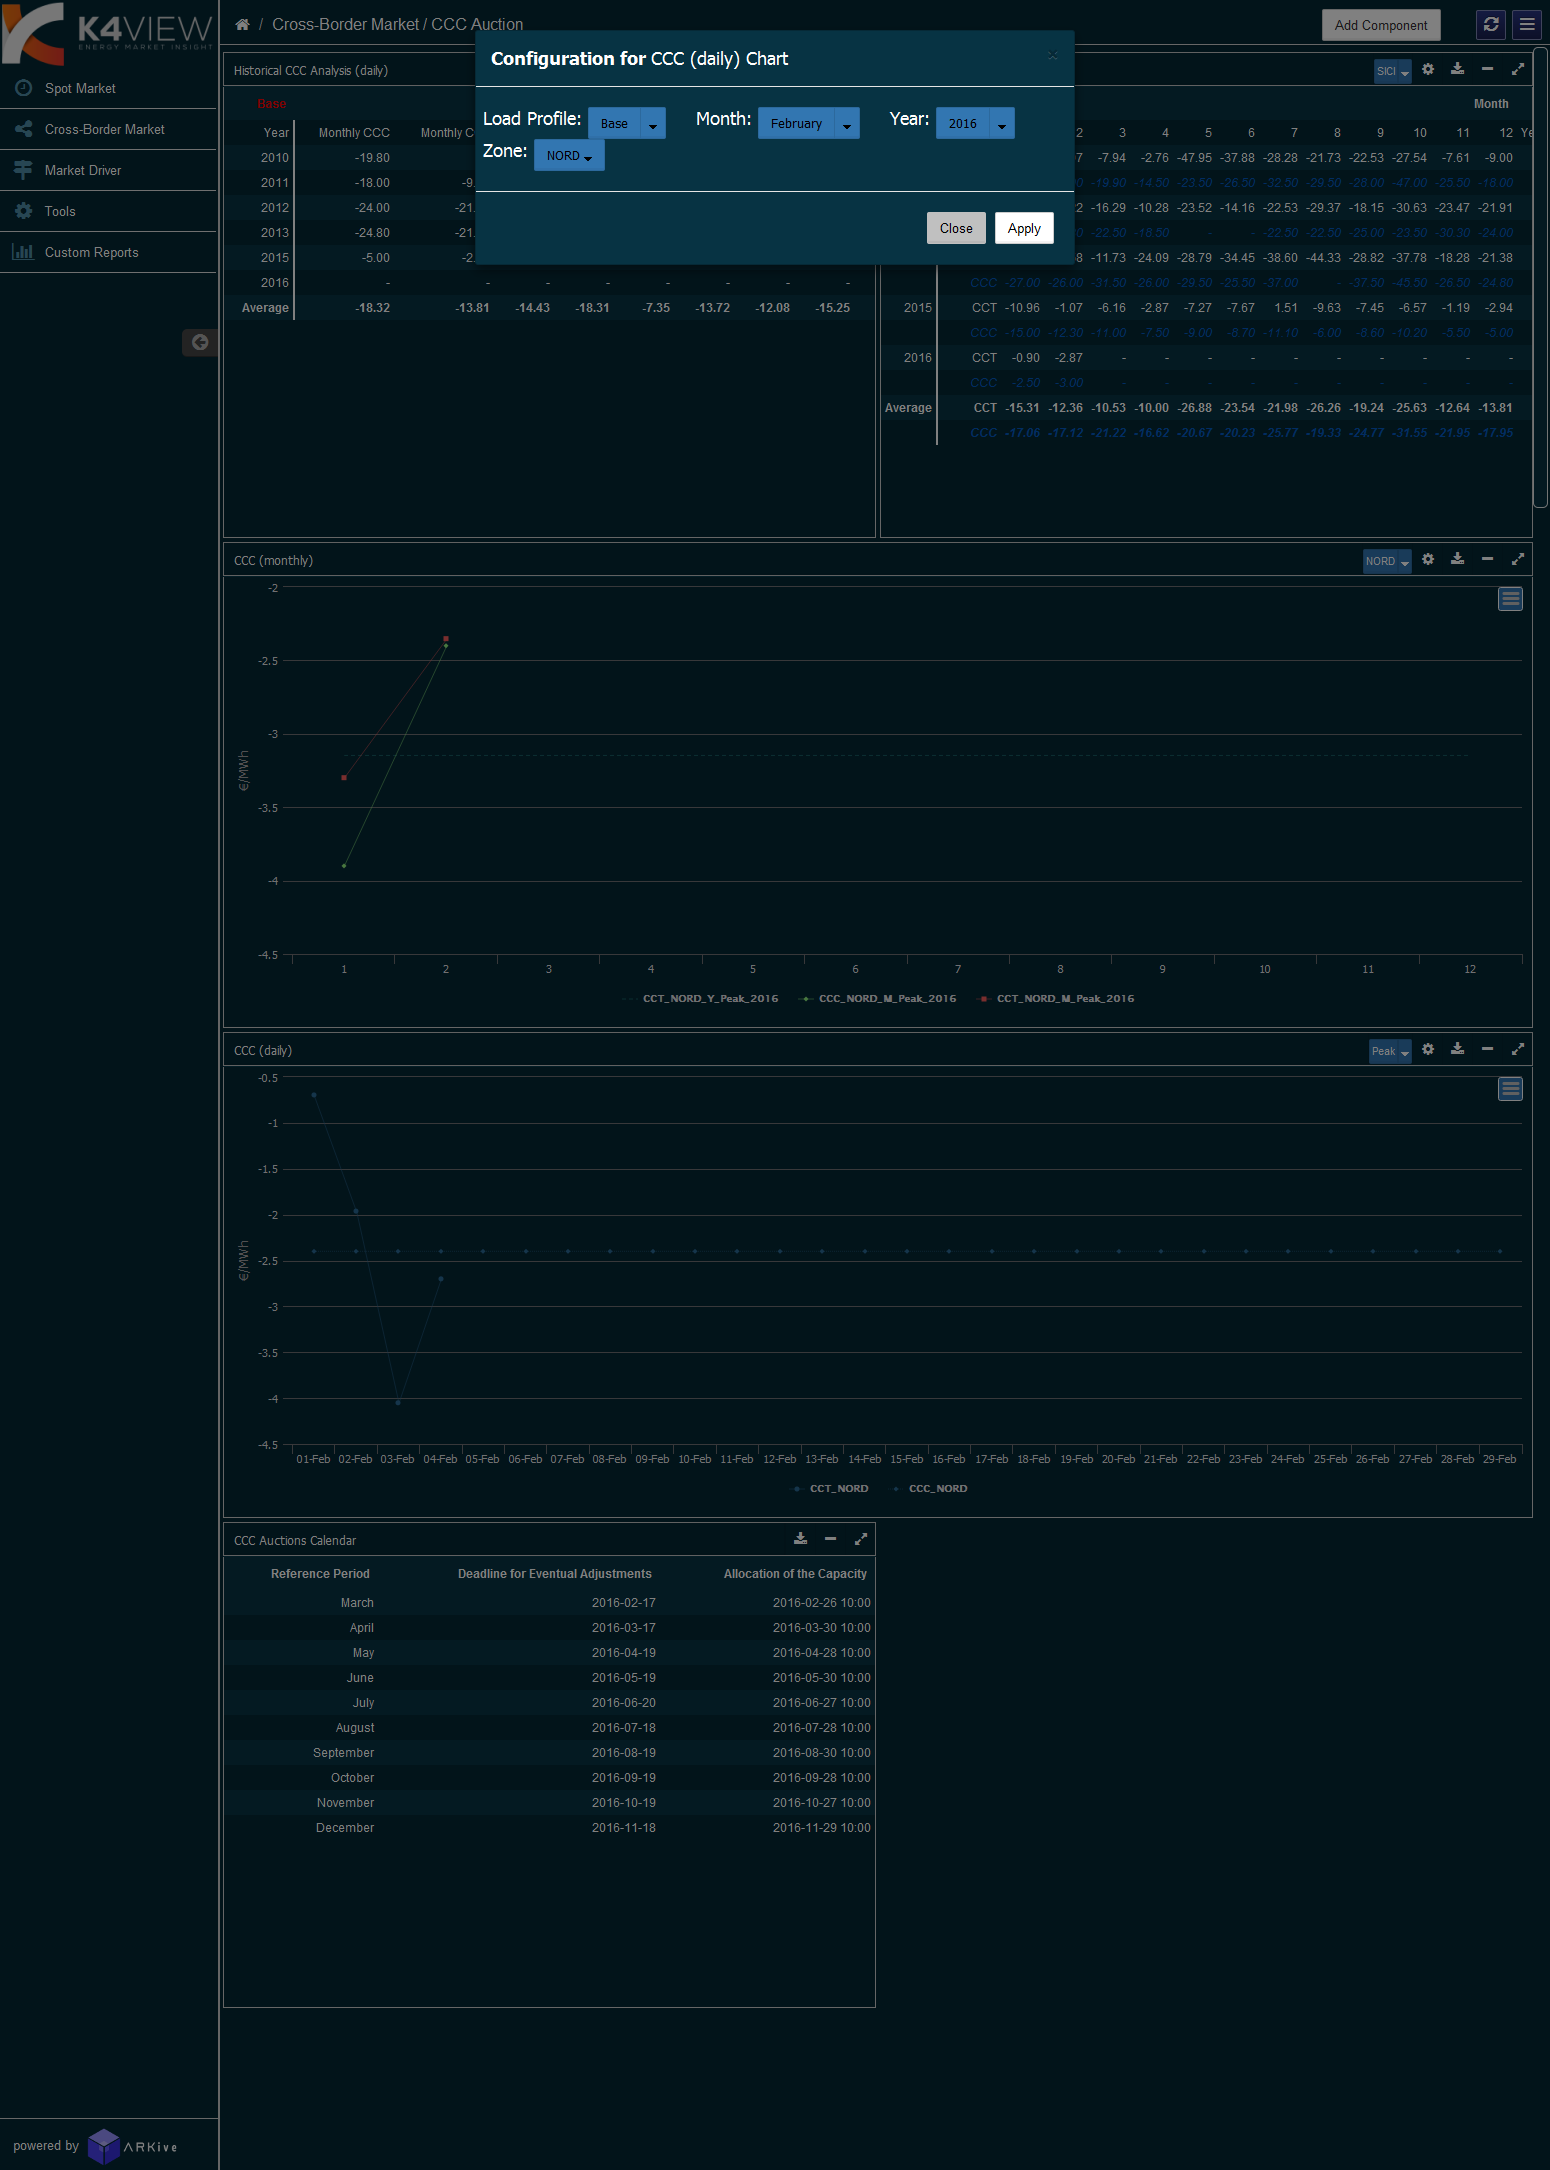 K4VIEW
ENERGY MARKET INSIGHT
/ Cross-Border Market / CCC Auction
Add Component
Spot Market
Cross-Border Market
Market Driver
Tools
Custom Reports
Configuration for CCC (daily) Chart
×
Load Profile: Base Month: February Year: 2016
Zone: NORD
Close Apply
Historical CCC Analysis (daily)
Base
Year Monthly CCC Monthly C
2010 -19.80
2011 -18.00 -9.
2012 -24.00 -21.
2013 -24.80 -21.
2015 -5.00 -2.
2016 - - - - - - - -
Average -18.32 -13.81 -14.43 -18.31 -7.35 -13.72 -12.08 -15.25
SICI
Month
2 3 4 5 6 7 8 9 10 11 12 Ye
7 -7.94 -2.76 -47.95 -37.88 -28.28 -21.73 -22.53 -27.54 -7.61 -9.00
0 -19.90 -14.50 -23.50 -26.50 -32.50 -29.50 -28.00 -47.00 -25.50 -18.00
2 -16.29 -10.28 -23.52 -14.16 -22.53 -29.37 -18.15 -30.63 -23.47 -21.91
0 -22.50 -18.50 - - -22.50 -22.50 -25.00 -23.50 -30.30 -24.00
8 -11.73 -24.09 -28.79 -34.45 -38.60 -44.33 -28.82 -37.78 -18.28 -21.38
CCC -27.00 -26.00 -31.50 -26.00 -29.50 -25.50 -37.00 - -37.50 -45.50 -26.50 -24.80
2015 CCT -10.96 -1.07 -6.16 -2.87 -7.27 -7.67 1.51 -9.63 -7.45 -6.57 -1.19 -2.94
CCC -15.00 -12.30 -11.00 -7.50 -9.00 -8.70 -11.10 -6.00 -8.60 -10.20 -5.50 -5.00
2016 CCT -0.90 -2.87 - - - - - - - - - -
CCC -2.50 -3.00 - - - - - - - - - -
Average CCT -15.31 -12.36 -10.53 -10.00 -26.88 -23.54 -21.98 -26.26 -19.24 -25.63 -12.64 -13.81
CCC -17.06 -17.12 -21.22 -16.62 -20.67 -20.23 -25.77 -19.33 -24.77 -31.55 -21.95 -17.95
CCC (monthly)
NORD
-2
-2.5
-3
-3.5
-4
-4.5
€/MWh
1 2 3 4 5 6 7 8 9 10 11 12
CCT_NORD_Y_Peak_2016 CCC_NORD_M_Peak_2016 CCT_NORD_M_Peak_2016
CCC (daily)
Peak
-0.5
-1
-1.5
-2
-2.5
-3
-3.5
-4
-4.5
€/MWh
01-Feb 02-Feb 03-Feb 04-Feb 05-Feb 06-Feb 07-Feb 08-Feb 09-Feb 10-Feb 11-Feb 12-Feb 13-Feb 14-Feb 15-Feb 16-Feb 17-Feb 18-Feb 19-Feb 20-Feb 21-Feb 22-Feb 23-Feb 24-Feb 25-Feb 26-Feb 27-Feb 28-Feb 29-Feb
CCT_NORD CCC_NORD
CCC Auctions Calendar
Reference Period Deadline for Eventual Adjustments Allocation of the Capacity
March 2016-02-17 2016-02-26 10:00
April 2016-03-17 2016-03-30 10:00
May 2016-04-19 2016-04-28 10:00
June 2016-05-19 2016-05-30 10:00
July 2016-06-20 2016-06-27 10:00
August 2016-07-18 2016-07-28 10:00
September 2016-08-19 2016-08-30 10:00
October 2016-09-19 2016-09-28 10:00
November 2016-10-19 2016-10-27 10:00
December 2016-11-18 2016-11-29 10:00
powered by ARKive